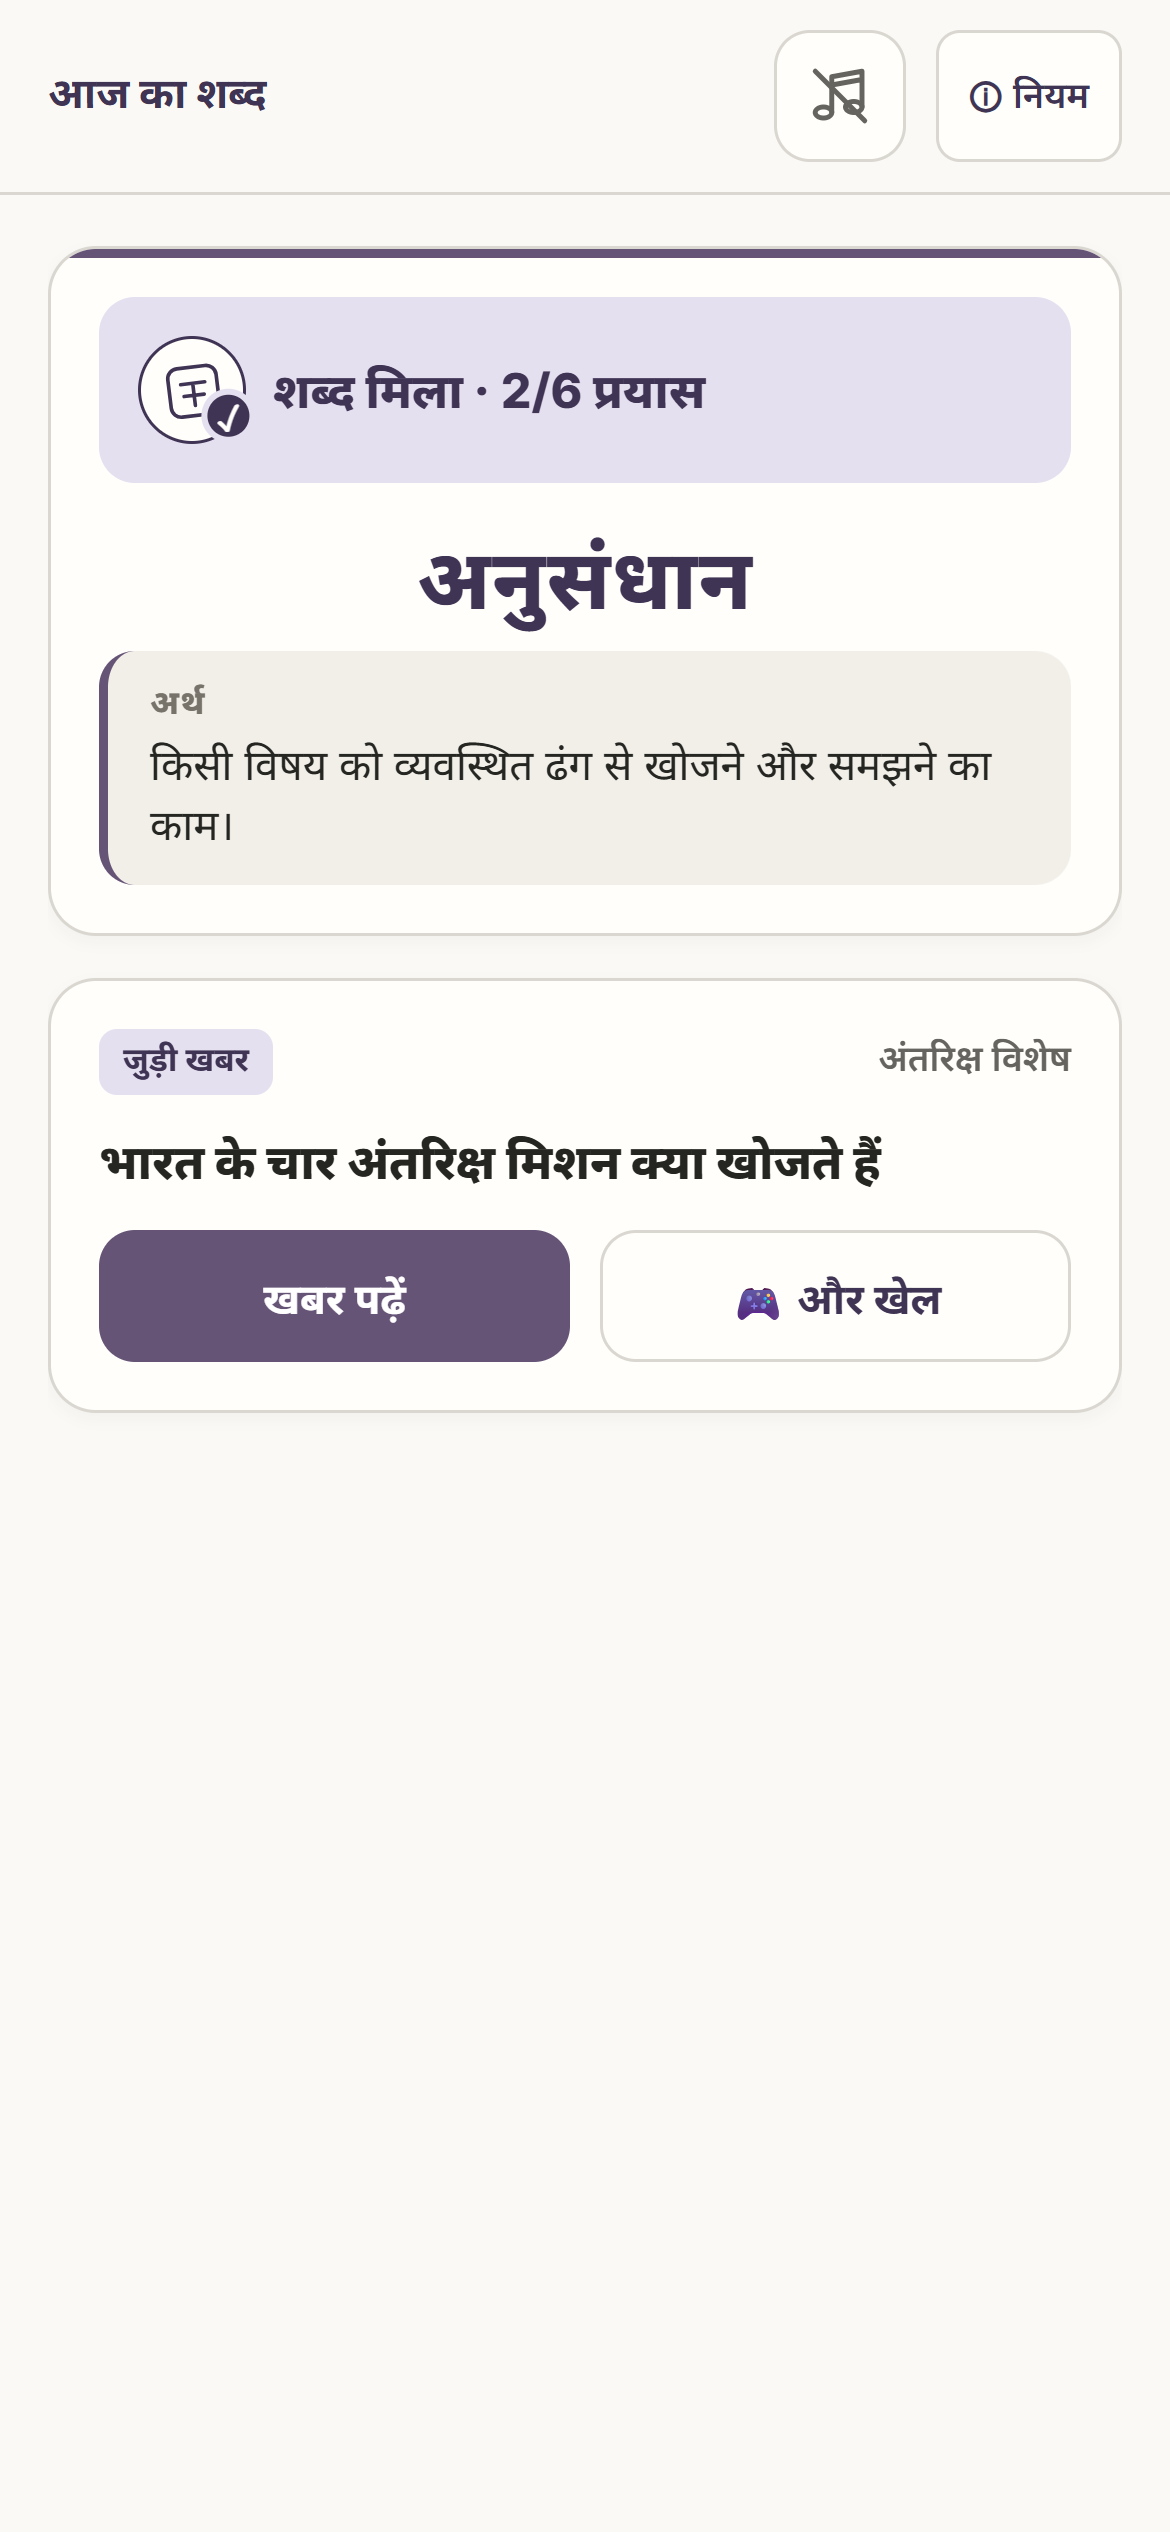 आज का शब्द
नियम
शब्द मिला · 2/6 प्रयास
अनुसंधान
अर्थ
किसी विषय को व्यवस्थित ढंग से खोजने और समझने का
काम।
जुड़ी खबर
अंतरिक्ष विशेष
भारत के चार अंतरिक्ष मिशन क्या खोजते हैं
खबर पढ़ें
और खेल